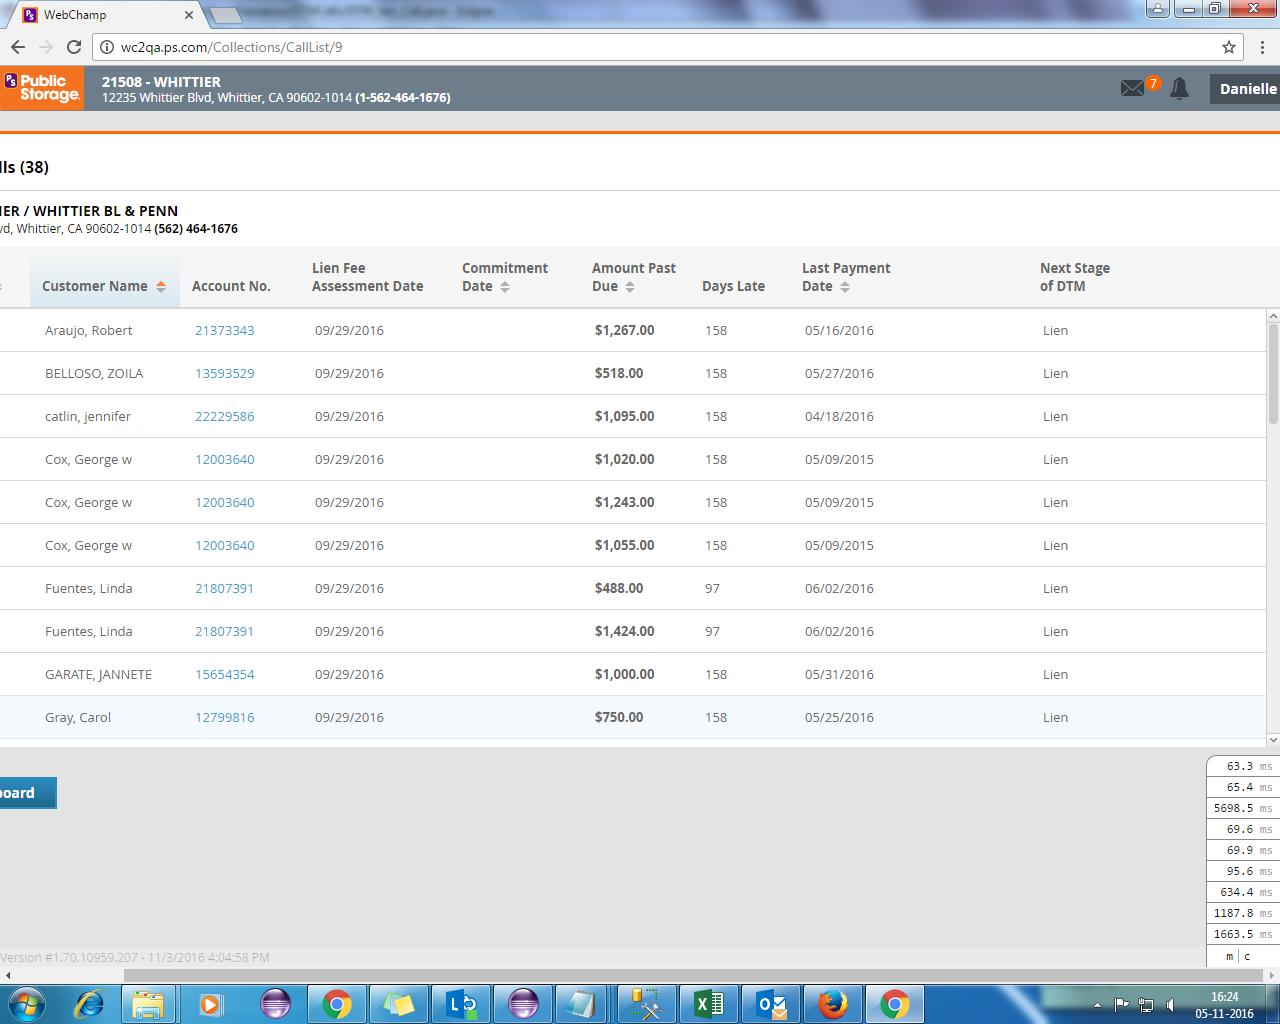 WebChamp
wc2qa.ps.com/Collections/CallList/9
PS Public Storage.
21508 - WHITTIER
12235 Whittier Blvd, Whittier, CA 90602-1014 (1-562-464-1676)
7
Danielle
lls (38)
IER / WHITTIER BL & PENN
vd, Whittier, CA 90602-1014 (562) 464-1676
Customer Name Account No. Lien Fee Assessment Date Commitment Date Amount Past Due Days Late Last Payment Date Next Stage of DTM
Araujo, Robert 21373343 09/29/2016 $1,267.00 158 05/16/2016 Lien
BELLOSO, ZOILA 13593529 09/29/2016 $518.00 158 05/27/2016 Lien
catlin, jennifer 22229586 09/29/2016 $1,095.00 158 04/18/2016 Lien
Cox, George w 12003640 09/29/2016 $1,020.00 158 05/09/2015 Lien
Cox, George w 12003640 09/29/2016 $1,243.00 158 05/09/2015 Lien
Cox, George w 12003640 09/29/2016 $1,055.00 158 05/09/2015 Lien
Fuentes, Linda 21807391 09/29/2016 $488.00 97 06/02/2016 Lien
Fuentes, Linda 21807391 09/29/2016 $1,424.00 97 06/02/2016 Lien
GARATE, JANNETE 15654354 09/29/2016 $1,000.00 158 05/31/2016 Lien
Gray, Carol 12799816 09/29/2016 $750.00 158 05/25/2016 Lien
board
63.3 ms
65.4 ms
5698.5 ms
69.6 ms
69.9 ms
95.6 ms
634.4 ms
1187.8 ms
1663.5 ms
m | c
Version #1.70.10959.207 - 11/3/2016 4:04:58 PM
16:24
05-11-2016